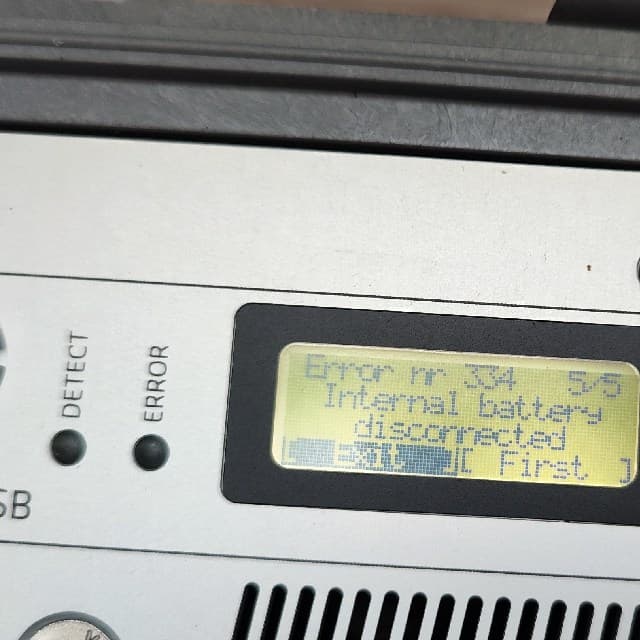 DETECT
ERROR
Error nr 334 5/5
Internal battery
disconnected
[ Exit ][ First ]
SB